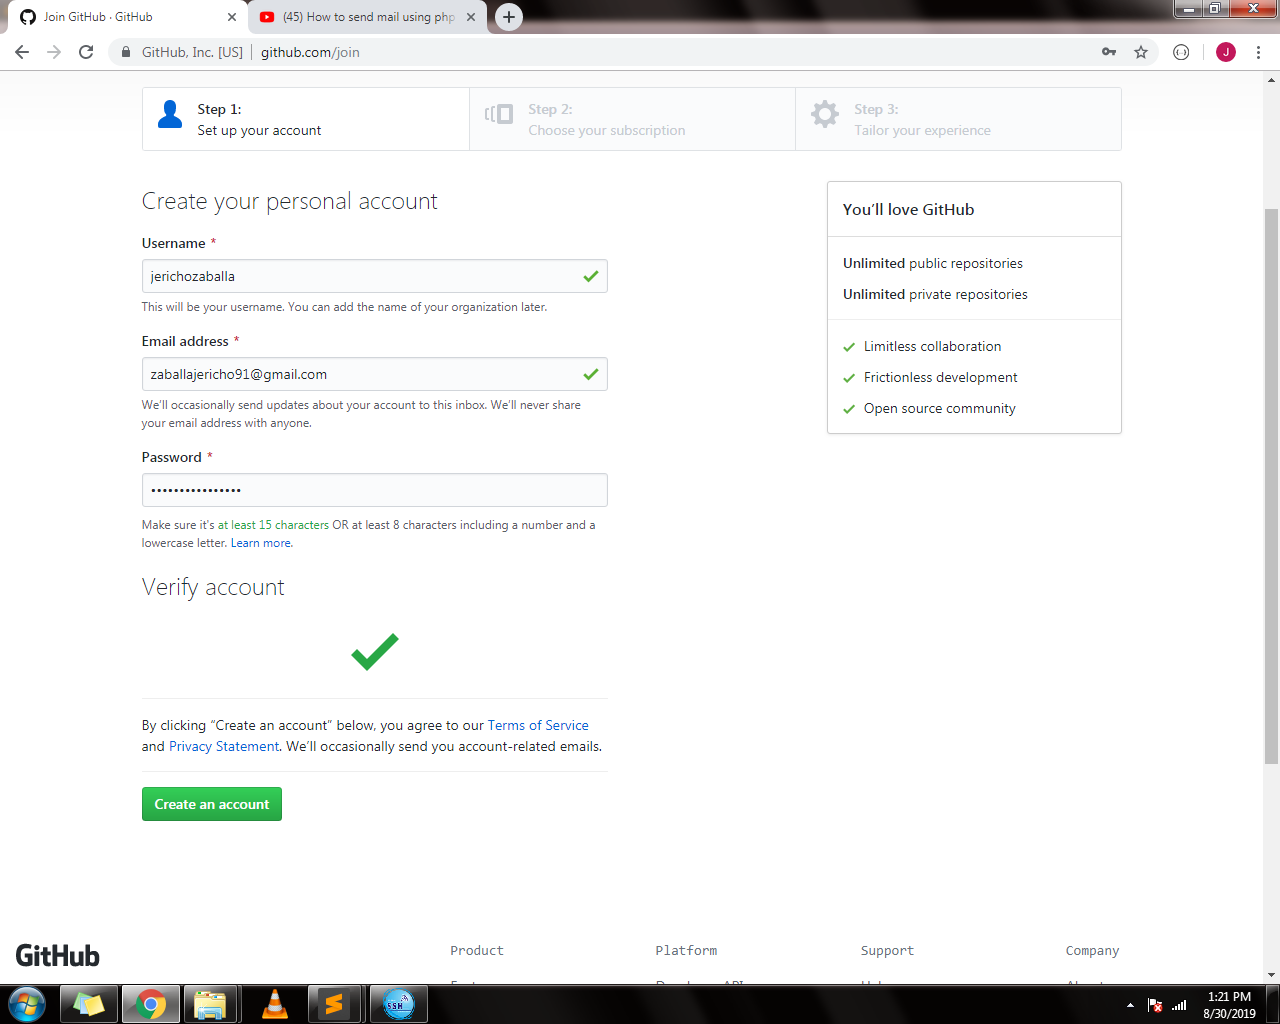 Join GitHub · GitHub
(45) How to send mail using php
GitHub, Inc. [US] | github.com/join
J
Step 1:
Set up your account
Step 2:
Choose your subscription
Step 3:
Tailor your experience
Create your personal account
Username *
jerichozaballa
This will be your username. You can add the name of your organization later.
Email address *
zaballajericho91@gmail.com
We'll occasionally send updates about your account to this inbox. We'll never share
your email address with anyone.
Password *
••••••••••••••••
Make sure it's at least 15 characters OR at least 8 characters including a number and a
lowercase letter. Learn more.
Verify account
By clicking “Create an account” below, you agree to our Terms of Service
and Privacy Statement. We’ll occasionally send you account-related emails.
Create an account
You’ll love GitHub
Unlimited public repositories
Unlimited private repositories
Limitless collaboration
Frictionless development
Open source community
GitHub
Product
Platform
Support
Company
SSH
1:21 PM
8/30/2019